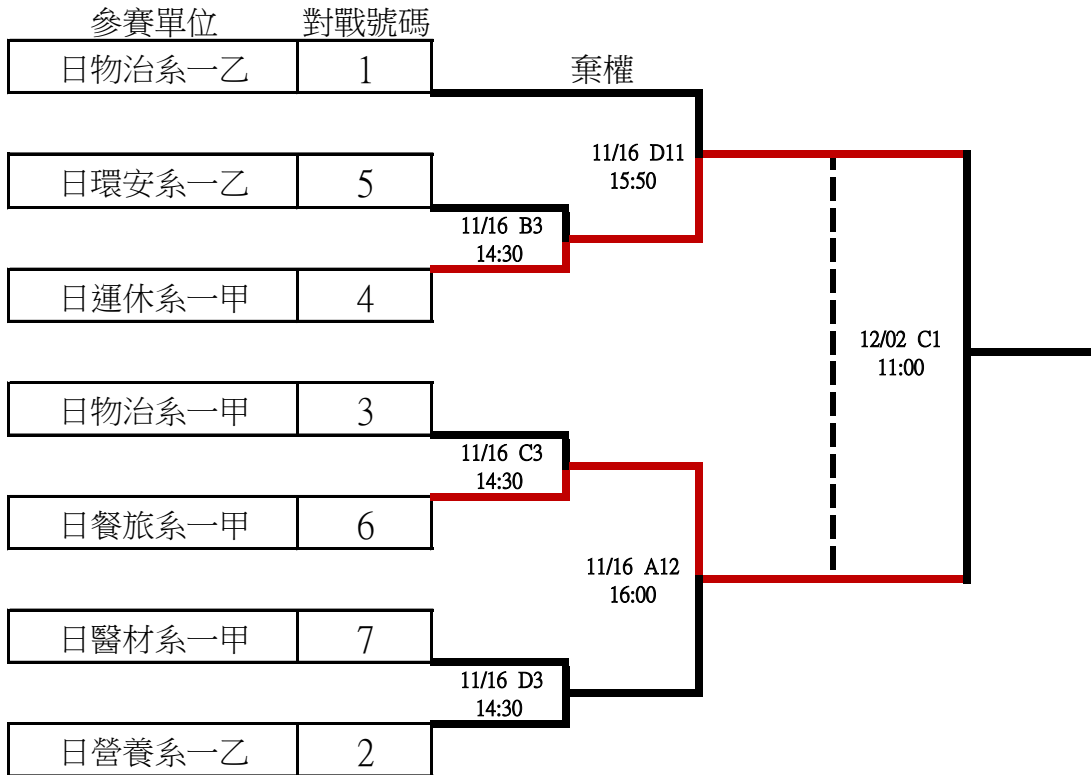 參賽單位 對戰號碼
日物治系一乙 1
棄權
11/16 D11
15:50
日環安系一乙 5
11/16 B3
14:30
日運休系一甲 4
12/02 C1
11:00
日物治系一甲 3
11/16 C3
14:30
日餐旅系一甲 6
11/16 A12
16:00
日醫材系一甲 7
11/16 D3
14:30
日營養系一乙 2